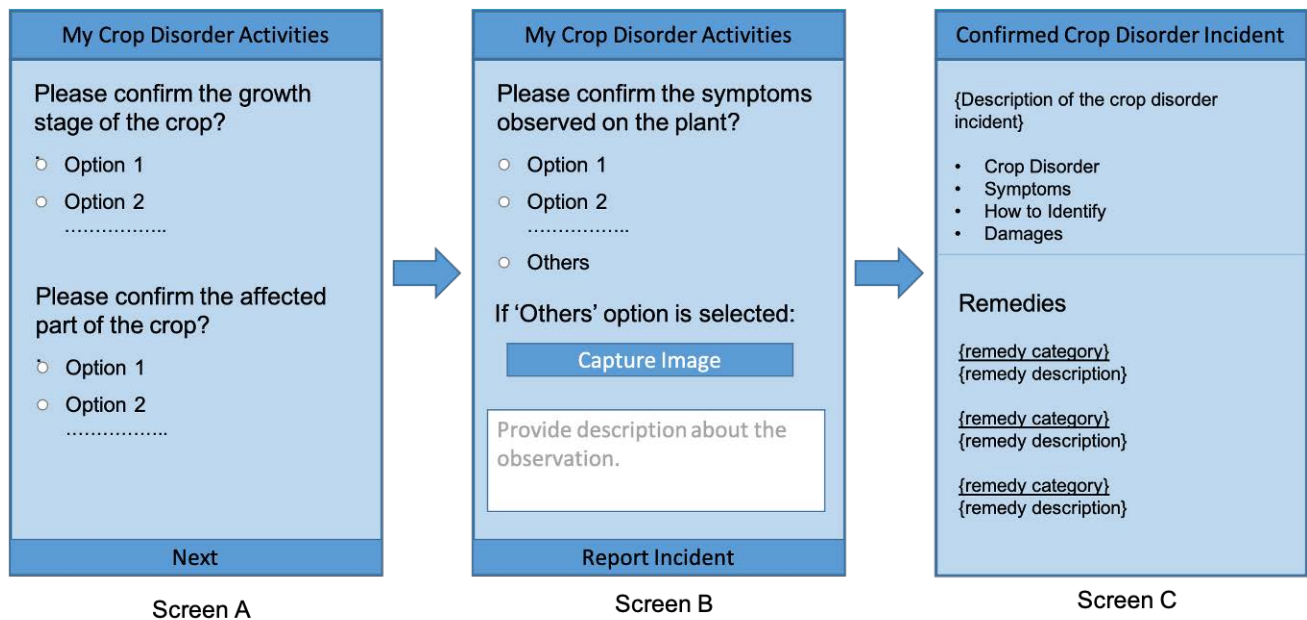 My Crop Disorder Activities
Please confirm the growth
stage of the crop?
Option 1
Option 2
.................
Please confirm the affected
part of the crop?
Option 1
Option 2
.................
Next
Screen A
My Crop Disorder Activities
Please confirm the symptoms
observed on the plant?
Option 1
Option 2
.................
Others
If ‘Others’ option is selected:
Capture Image
Provide description about the
observation.
Report Incident
Screen B
Confirmed Crop Disorder Incident
{Description of the crop disorder
incident}
• Crop Disorder
• Symptoms
• How to Identify
• Damages
Remedies
{remedy category}
{remedy description}
{remedy category}
{remedy description}
{remedy category}
{remedy description}
Screen C